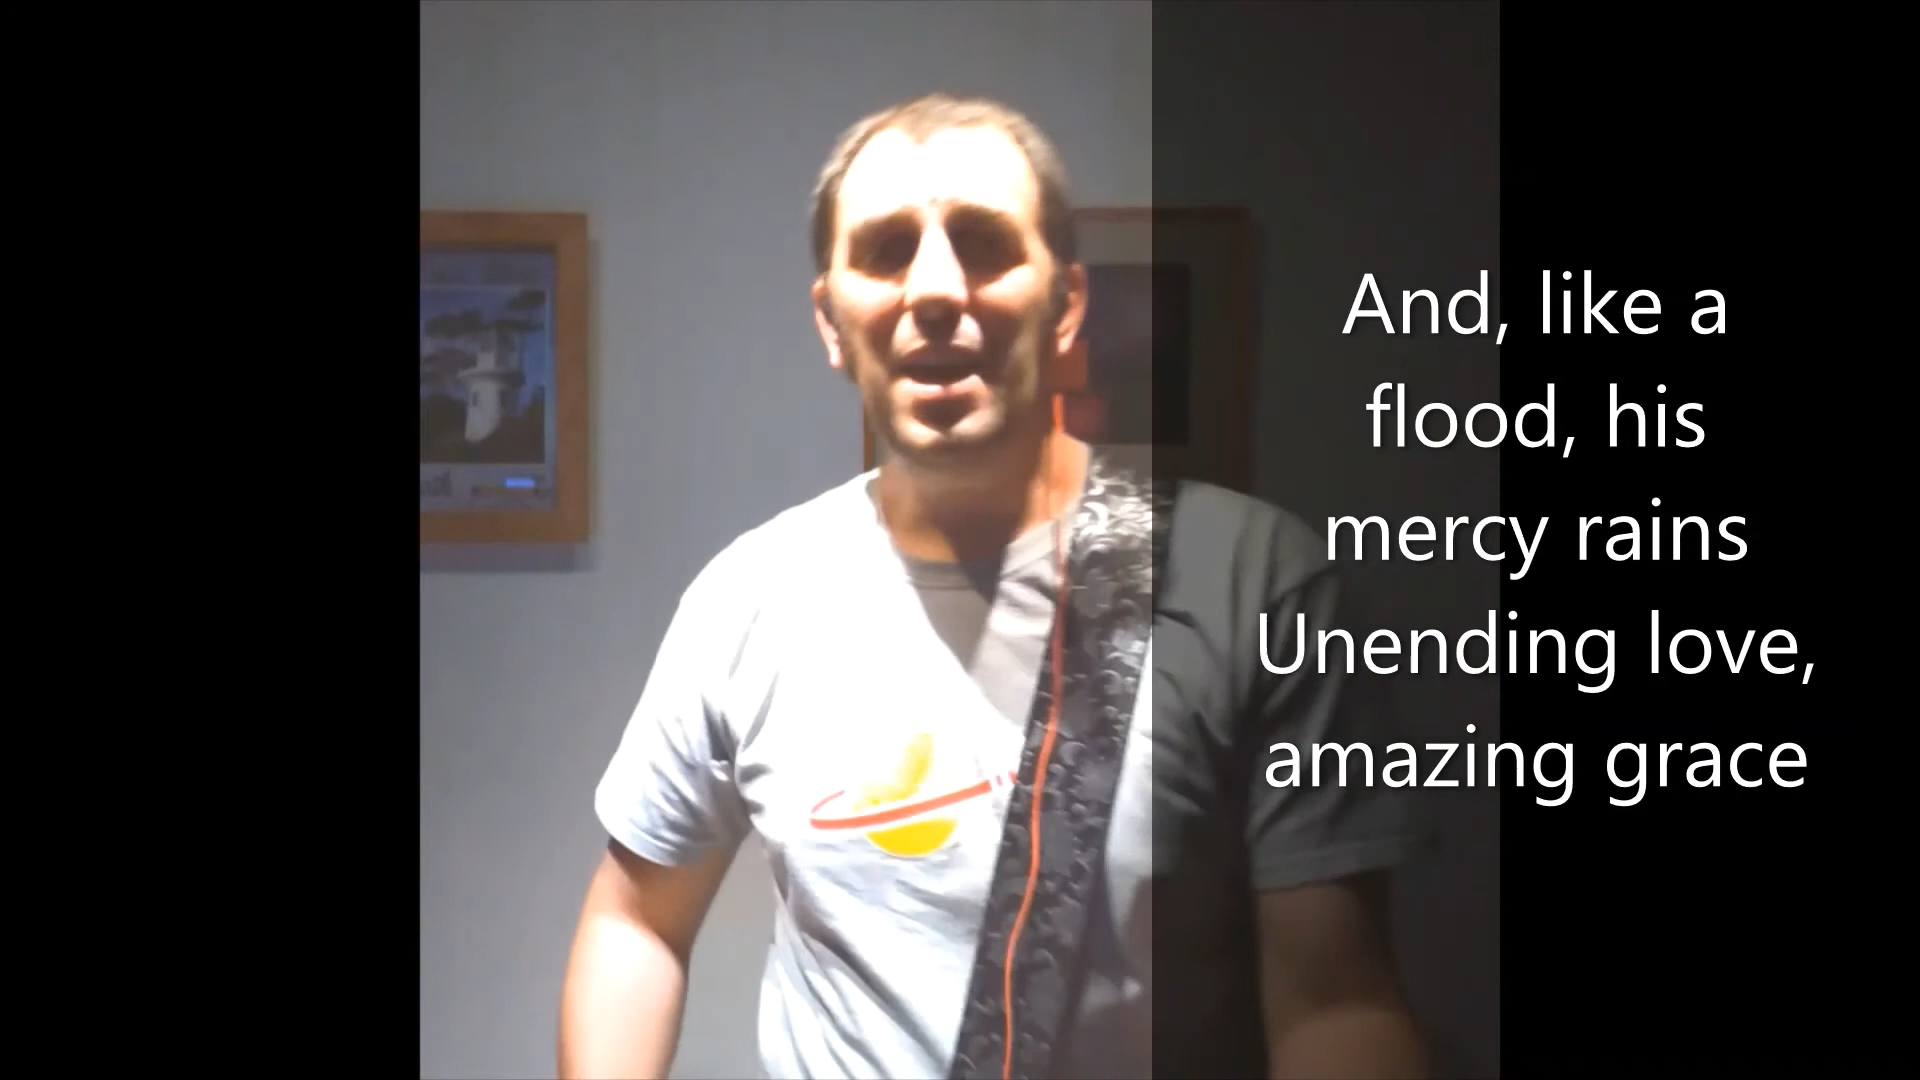 And, like a
flood, his
mercy rains
Unending love,
amazing grace